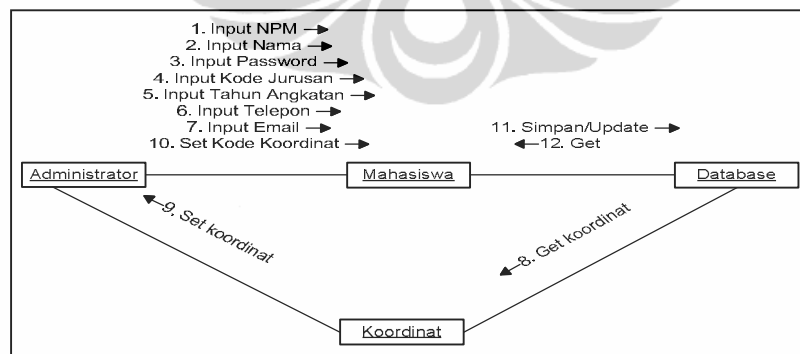 1. Input NPM
2. Input Nama
3. Input Password
4. Input Kode Jurusan
5. Input Tahun Angkatan
6. Input Telepon
7. Input Email
10. Set Kode Koordinat
11. Simpan/Update
12. Get
Administrator
Mahasiswa
Database
9. Set koordinat
8. Get koordinat
Koordinat